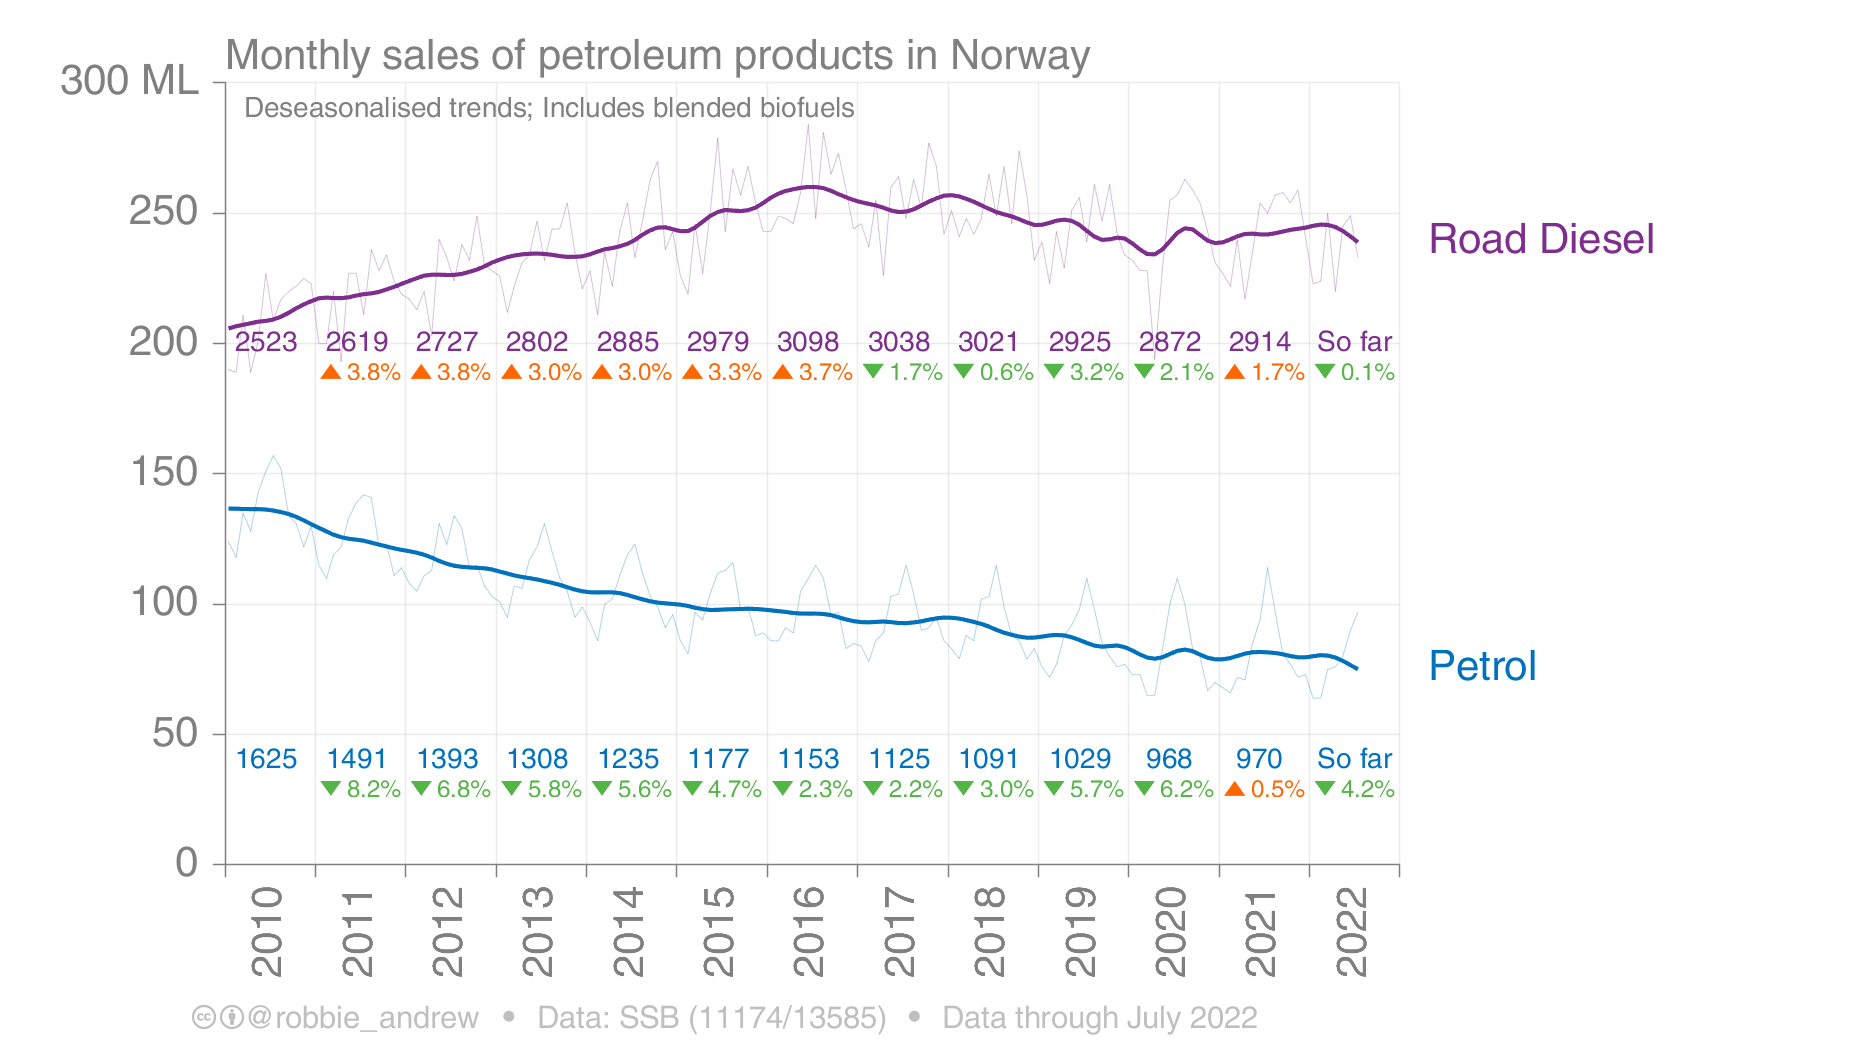 Monthly sales of petroleum products in Norway
300 ML
Deseasonalised trends; Includes blended biofuels
250
Road Diesel
200
2523 2619 2727 2802 2885 2979 3098 3038 3021 2925 2872 2914 So far
▲ 3.8% ▲ 3.8% ▲ 3.0% ▲ 3.0% ▲ 3.3% ▲ 3.7% ▼ 1.7% ▼ 0.6% ▼ 3.2% ▼ 2.1% ▲ 1.7% ▼ 0.1%
150
100
Petrol
50
1625 1491 1393 1308 1235 1177 1153 1125 1091 1029 968 970 So far
▼ 8.2% ▼ 6.8% ▼ 5.8% ▼ 5.6% ▼ 4.7% ▼ 2.3% ▼ 2.2% ▼ 3.0% ▼ 5.7% ▼ 6.2% ▲ 0.5% ▼ 4.2%
0
2010 2011 2012 2013 2014 2015 2016 2017 2018 2019 2020 2021 2022
cc @robbie_andrew • Data: SSB (11174/13585) • Data through July 2022